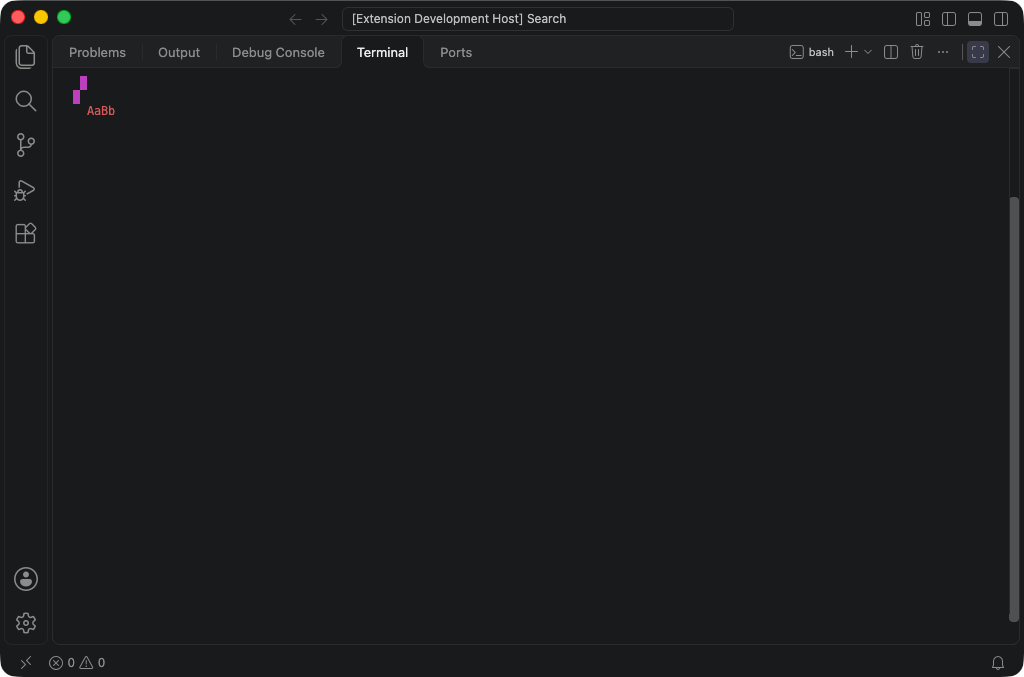 [Extension Development Host] Search
Problems Output Debug Console Terminal Ports bash
AaBb
0 0